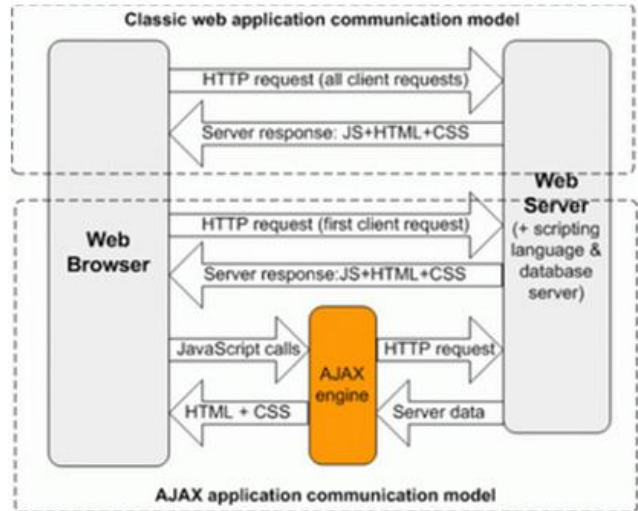 Classic web application communication model
HTTP request (all client requests)
Server response: JS+HTML+CSS
Web
Browser
Web
Server
(+ scripting
language &
database
server)
HTTP request (first client request)
Server response:JS+HTML+CSS
JavaScript calls
AJAX
engine
HTTP request
HTML + CSS
Server data
AJAX application communication model